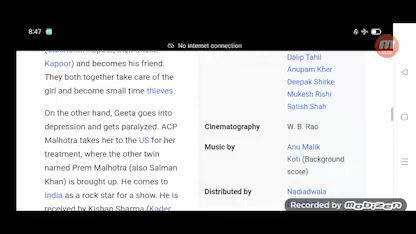 8:47
No internet connection
Kapoor) and becomes his friend.
They both together take care of the
girl and become small time thieves.
On the other hand, Geeta goes into
depression and gets paralyzed. ACP
Malhotra takes her to the US for her
treatment, where the other twin
named Prem Malhotra (also Salman
Khan) is brought up. He comes to
India as a rock star for a show. He is
received by Kishan Sharma (Kader
Dalip Tahil
Anupam Kher
Deepak Shirke
Mukesh Rishi
Satish Shah
Cinematography W. B. Rao
Music by Anu Malik
Koti (Background
score)
Distributed by Nadiadwala
Recorded by MOBIZEN